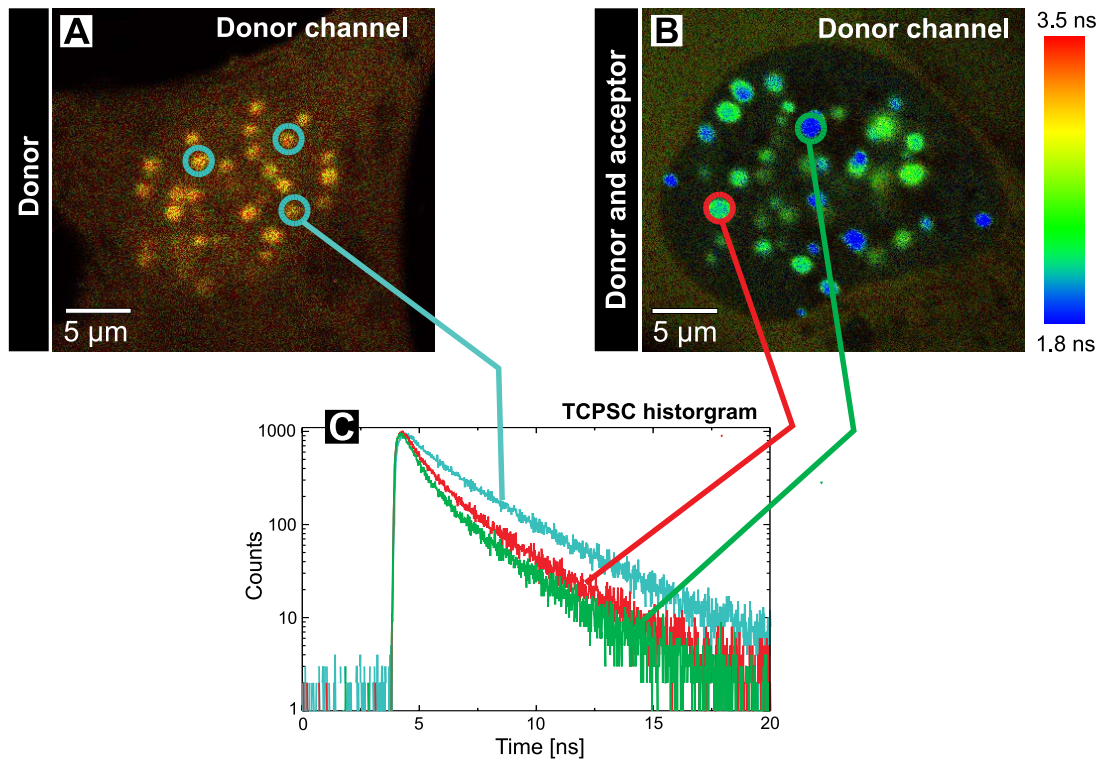 Donor
A
Donor channel
5 µm
Donor and acceptor
B
Donor channel
5 µm
3.5 ns
1.8 ns
C
TCPSC historgram
Counts
1000
100
10
1
0
5
10
15
20
Time [ns]